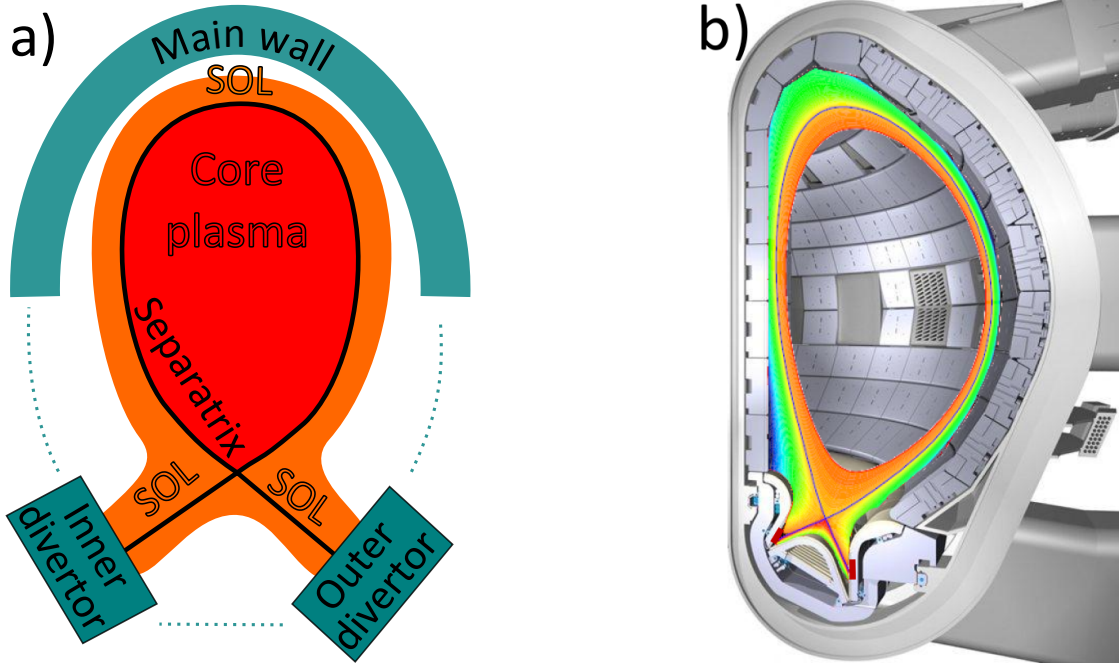 a)
Main wall
SOL
Core
plasma
Separatrix
SOL
SOL
Inner
divertor
Outer
divertor
b)